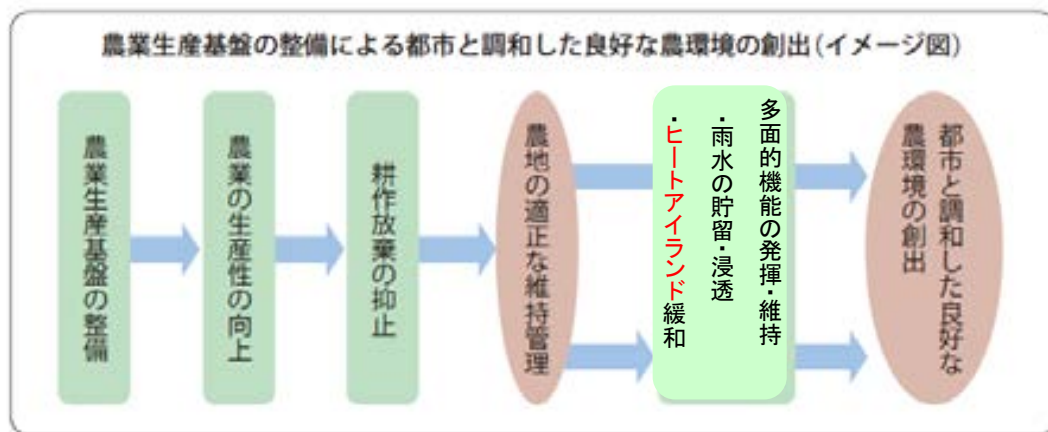 農業生産基盤の整備による都市と調和した良好な農環境の創出(イメージ図)
農業生産基盤の整備
農業の生産性の向上
耕作放棄の抑止
農地の適正な維持管理
多面的機能の発揮・維持
・雨水の貯留・浸透
・ヒートアイランド緩和
都市と調和した良好な
農環境の創出